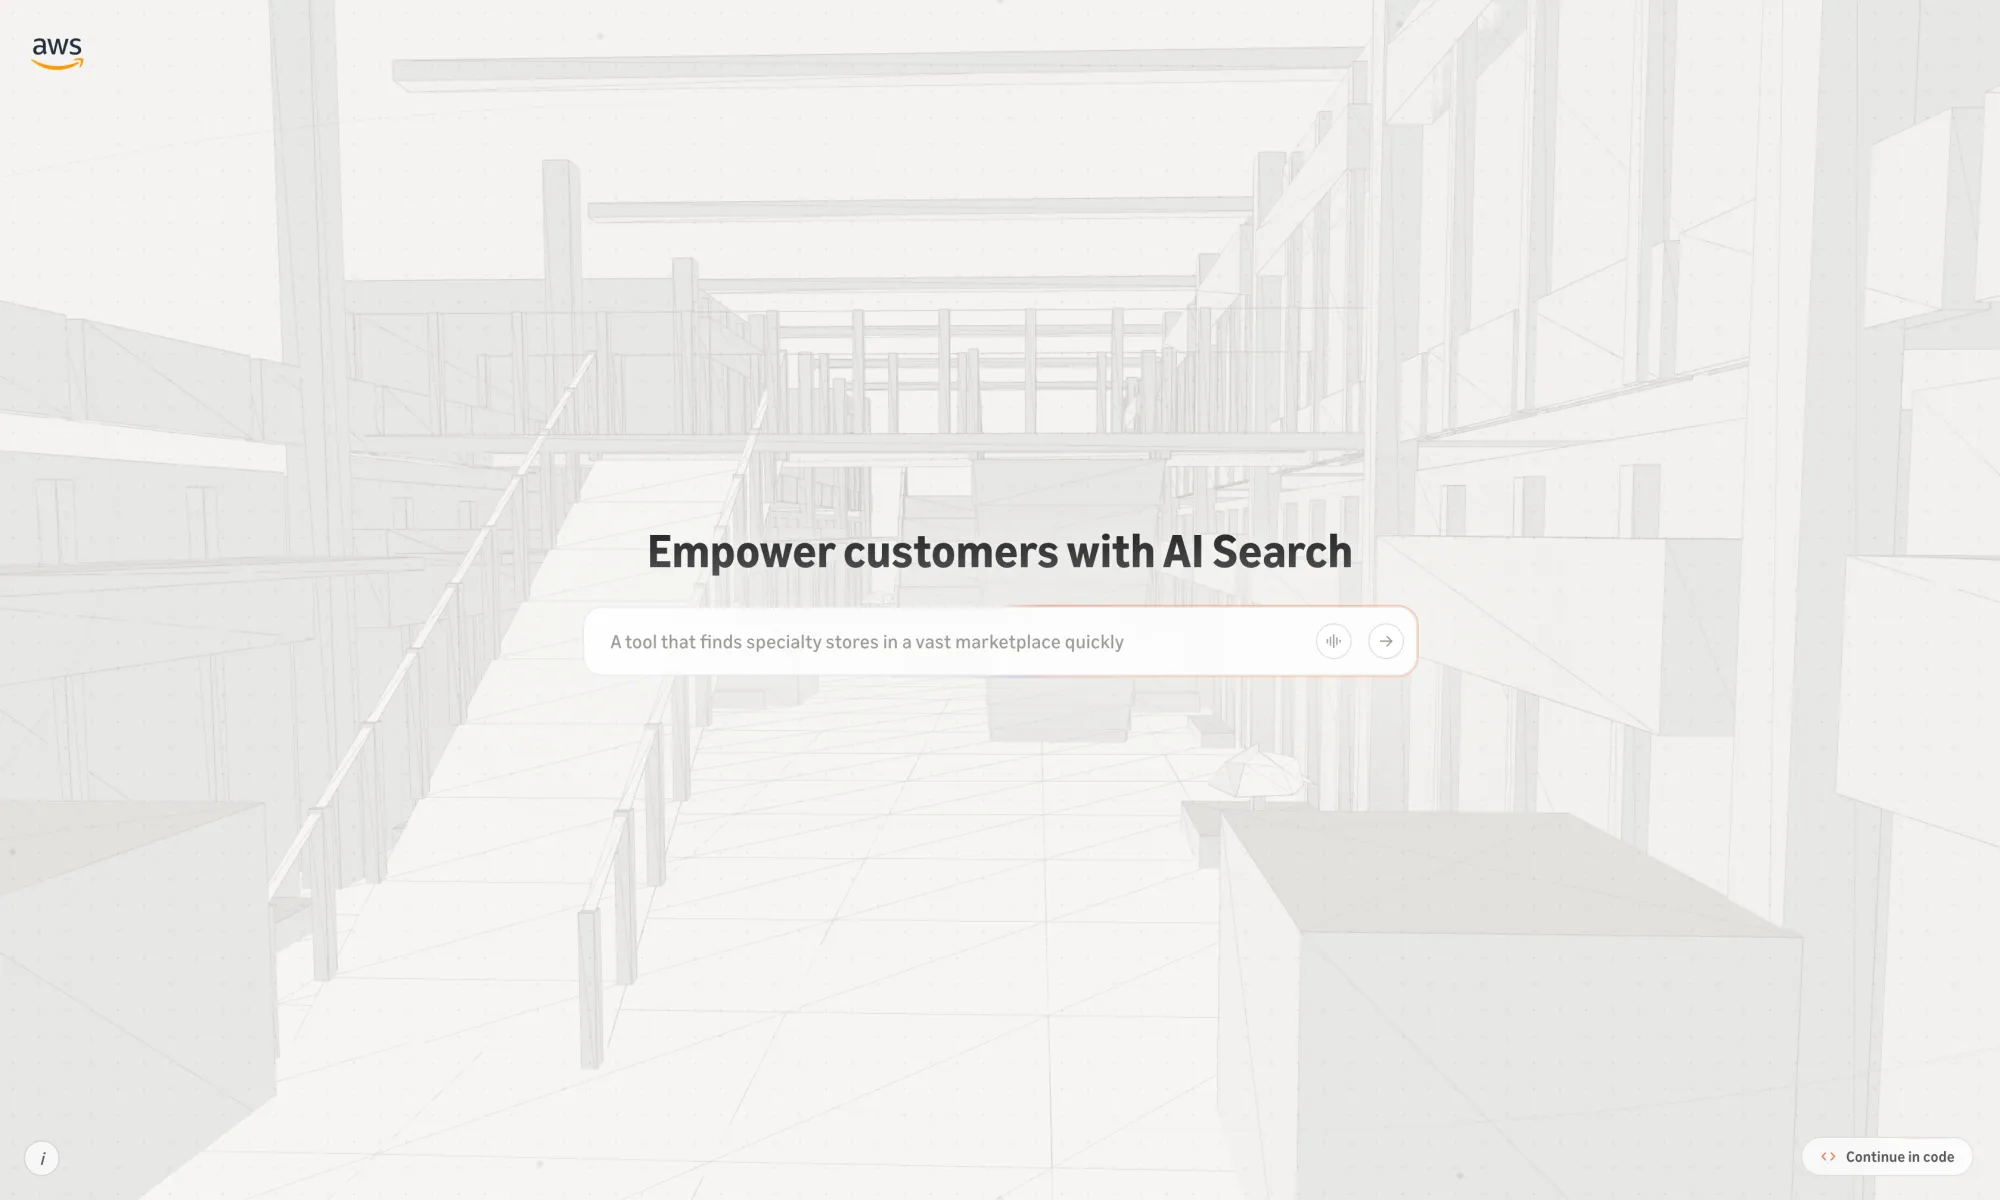 aws
Empower customers with AI Search
A tool that finds specialty stores in a vast marketplace quickly
i
Continue in code